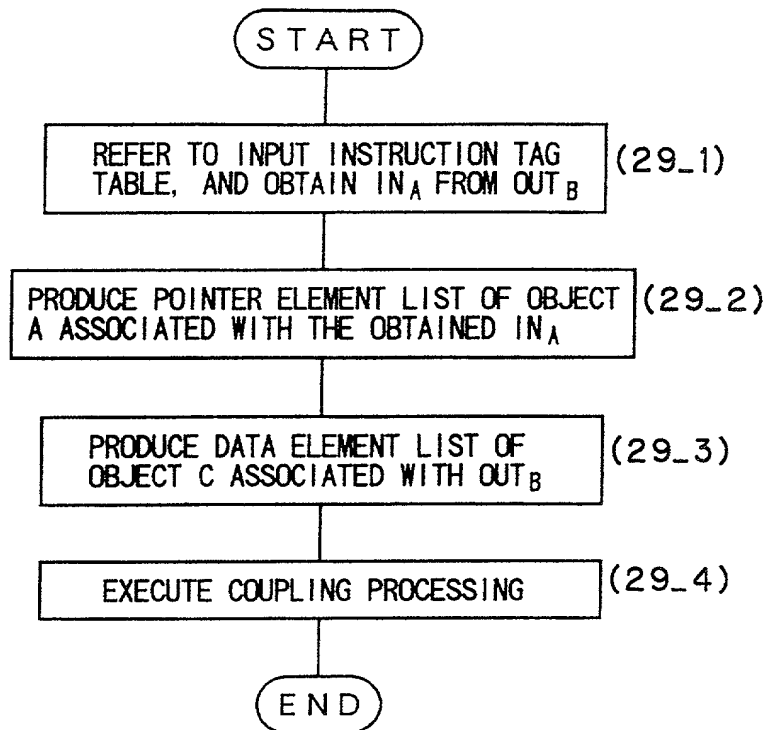 START
REFER TO INPUT INSTRUCTION TAG
TABLE, AND OBTAIN IN_A FROM OUT_B
(29_1)
PRODUCE POINTER ELEMENT LIST OF OBJECT
A ASSOCIATED WITH THE OBTAINED IN_A
(29_2)
PRODUCE DATA ELEMENT LIST OF
OBJECT C ASSOCIATED WITH OUT_B
(29_3)
EXECUTE COUPLING PROCESSING
(29_4)
END